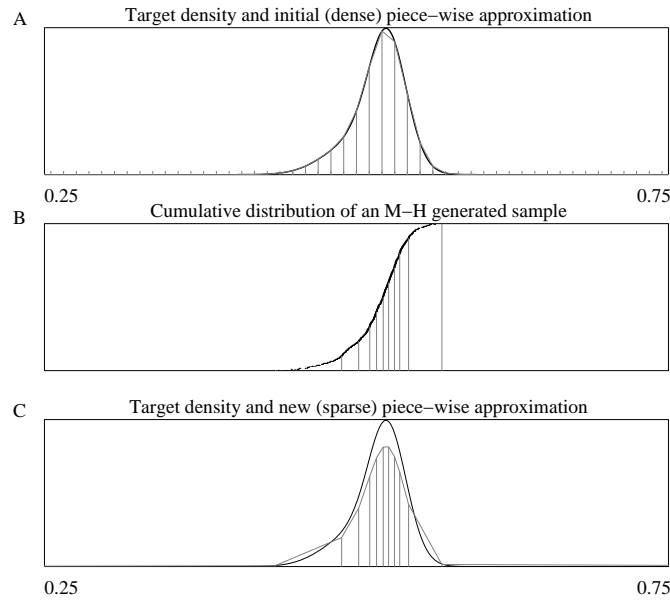 A
Target density and initial (dense) piece−wise approximation
0.25
0.75
B
Cumulative distribution of an M−H generated sample
C
Target density and new (sparse) piece−wise approximation
0.25
0.75